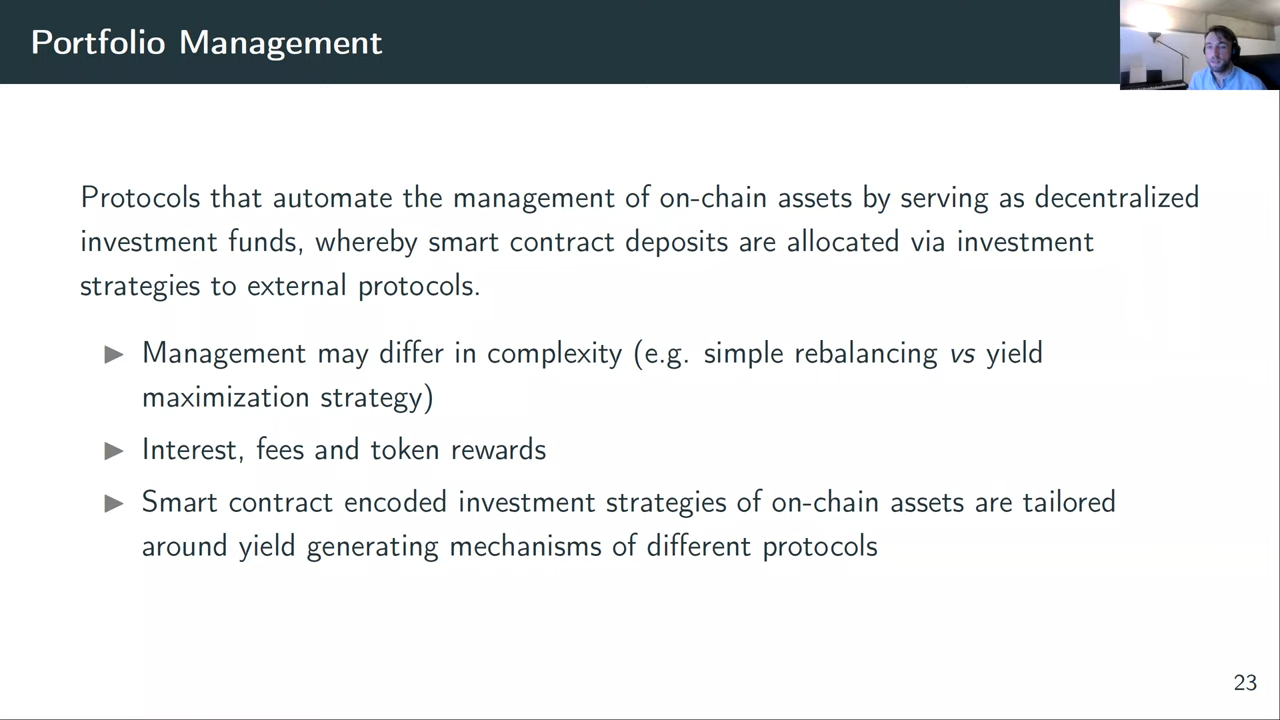 Portfolio Management
Protocols that automate the management of on-chain assets by serving as decentralized
investment funds, whereby smart contract deposits are allocated via investment
strategies to external protocols.
▶ Management may differ in complexity (e.g. simple rebalancing vs yield
maximization strategy)
▶ Interest, fees and token rewards
▶ Smart contract encoded investment strategies of on-chain assets are tailored
around yield generating mechanisms of different protocols
23